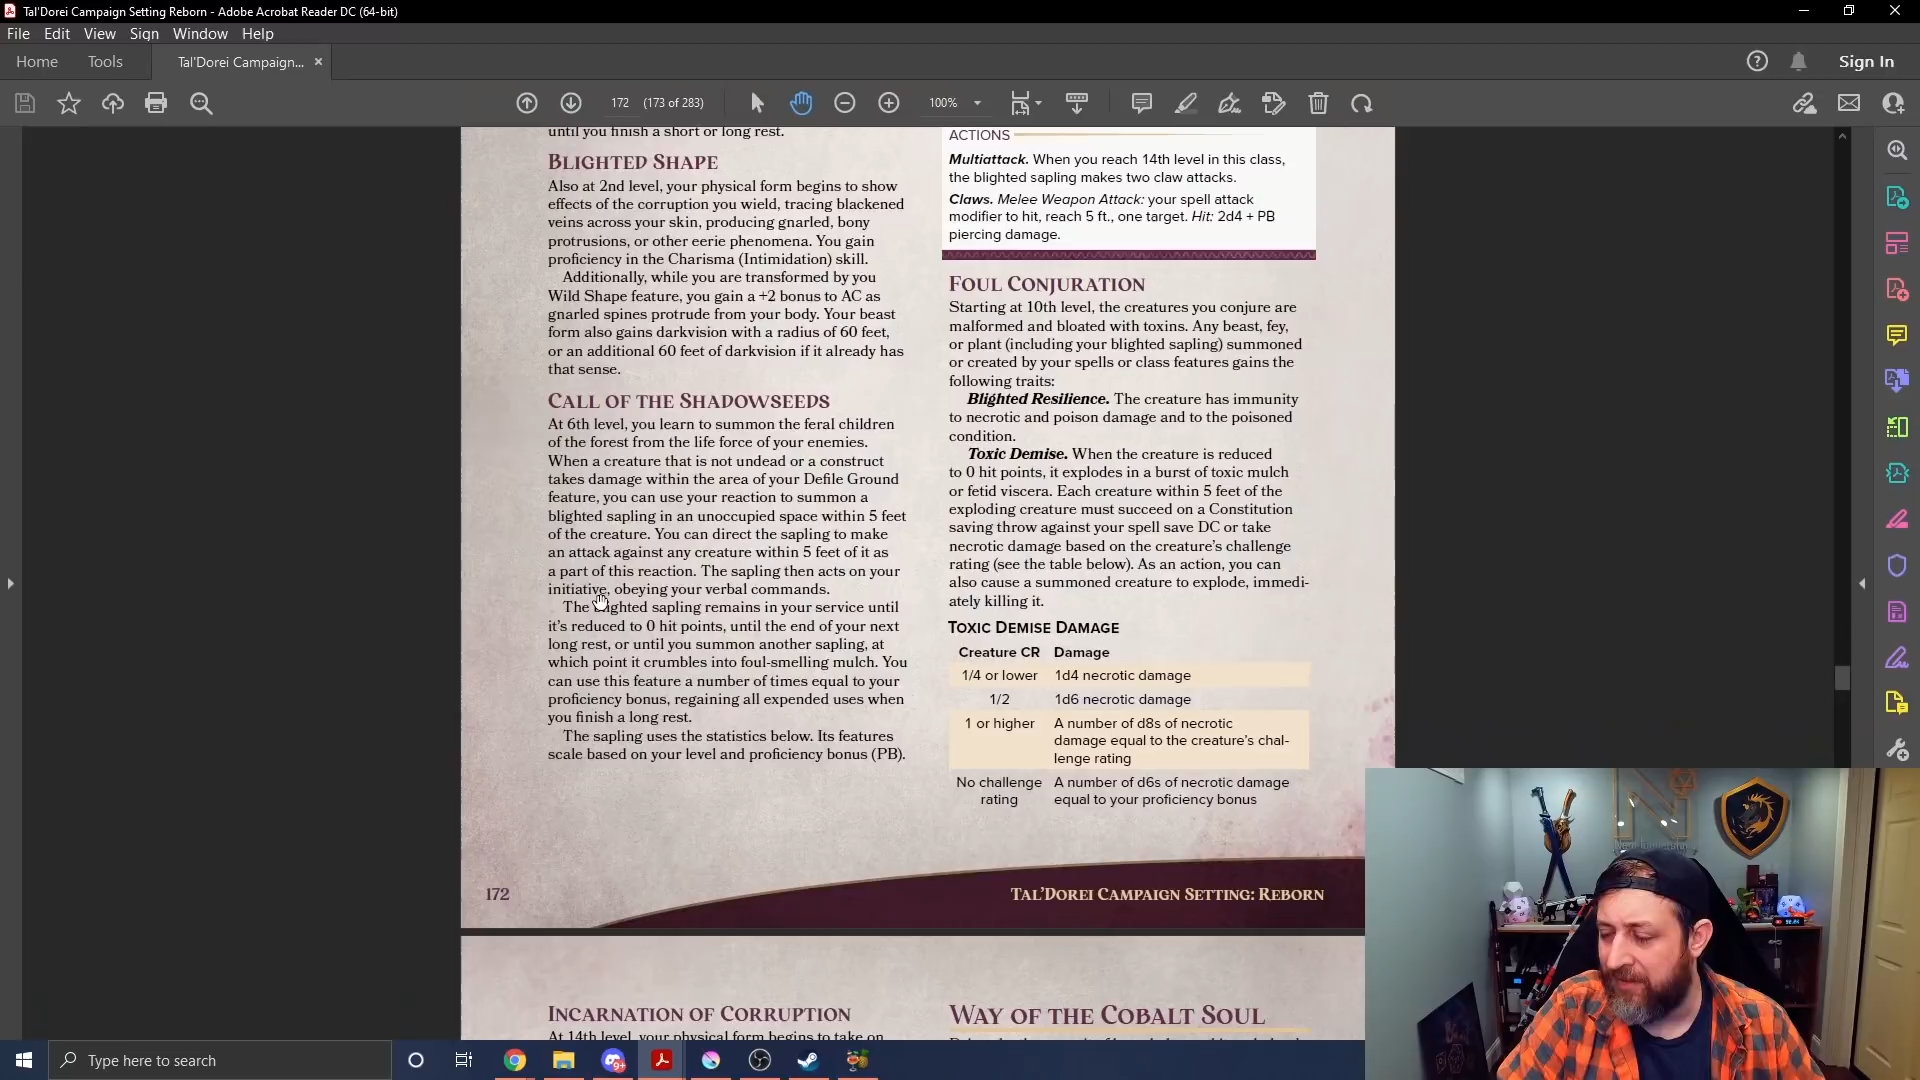 Tal'Dorei Campaign Setting Reborn - Adobe Acrobat Reader DC (64-bit)
File Edit View Sign Window Help
Home Tools Tal'Dorei Campaign... × Sign In
172 (173 of 283) 100%
until you finish a short or long rest.
BLIGHTED SHAPE
Also at 2nd level, your physical form begins to show
effects of the corruption you wield, tracing blackened
veins across your skin, producing gnarled, bony
protrusions, or other eerie phenomena. You gain
proficiency in the Charisma (Intimidation) skill.
Additionally, while you are transformed by you
Wild Shape feature, you gain a +2 bonus to AC as
gnarled spines protrude from your body. Your beast
form also gains darkvision with a radius of 60 feet,
or an additional 60 feet of darkvision if it already has
that sense.
CALL OF THE SHADOWSEEDS
At 6th level, you learn to summon the feral children
of the forest from the life force of your enemies.
When a creature that is not undead or a construct
takes damage within the area of your Defile Ground
feature, you can use your reaction to summon a
blighted sapling in an unoccupied space within 5 feet
of the creature. You can direct the sapling to make
an attack against any creature within 5 feet of it as
a part of this reaction. The sapling then acts on your
initiative, obeying your verbal commands.
The blighted sapling remains in your service until
it's reduced to 0 hit points, until the end of your next
long rest, or until you summon another sapling, at
which point it crumbles into foul-smelling mulch. You
can use this feature a number of times equal to your
proficiency bonus, regaining all expended uses when
you finish a long rest.
The sapling uses the statistics below. Its features
scale based on your level and proficiency bonus (PB).
ACTIONS
Multiattack. When you reach 14th level in this class,
the blighted sapling makes two claw attacks.
Claws. Melee Weapon Attack: your spell attack
modifier to hit, reach 5 ft., one target. Hit: 2d4 + PB
piercing damage.
FOUL CONJURATION
Starting at 10th level, the creatures you conjure are
malformed and bloated with toxins. Any beast, fey,
or plant (including your blighted sapling) summoned
or created by your spells or class features gains the
following traits:
Blighted Resilience. The creature has immunity
to necrotic and poison damage and to the poisoned
condition.
Toxic Demise. When the creature is reduced
to 0 hit points, it explodes in a burst of toxic mulch
or fetid viscera. Each creature within 5 feet of the
exploding creature must succeed on a Constitution
saving throw against your spell save DC or take
necrotic damage based on the creature's challenge
rating (see the table below). As an action, you can
also cause a summoned creature to explode, immedi-
ately killing it.
TOXIC DEMISE DAMAGE
Creature CR Damage
1/4 or lower 1d4 necrotic damage
1/2 1d6 necrotic damage
1 or higher A number of d8s of necrotic
damage equal to the creature's chal-
lenge rating
No challenge A number of d6s of necrotic damage
rating equal to your proficiency bonus
172 TAL'DOREI CAMPAIGN SETTING: REBORN
INCARNATION OF CORRUPTION
At 14th level, your physical form begins to take on
WAY OF THE COBALT SOUL
Type here to search